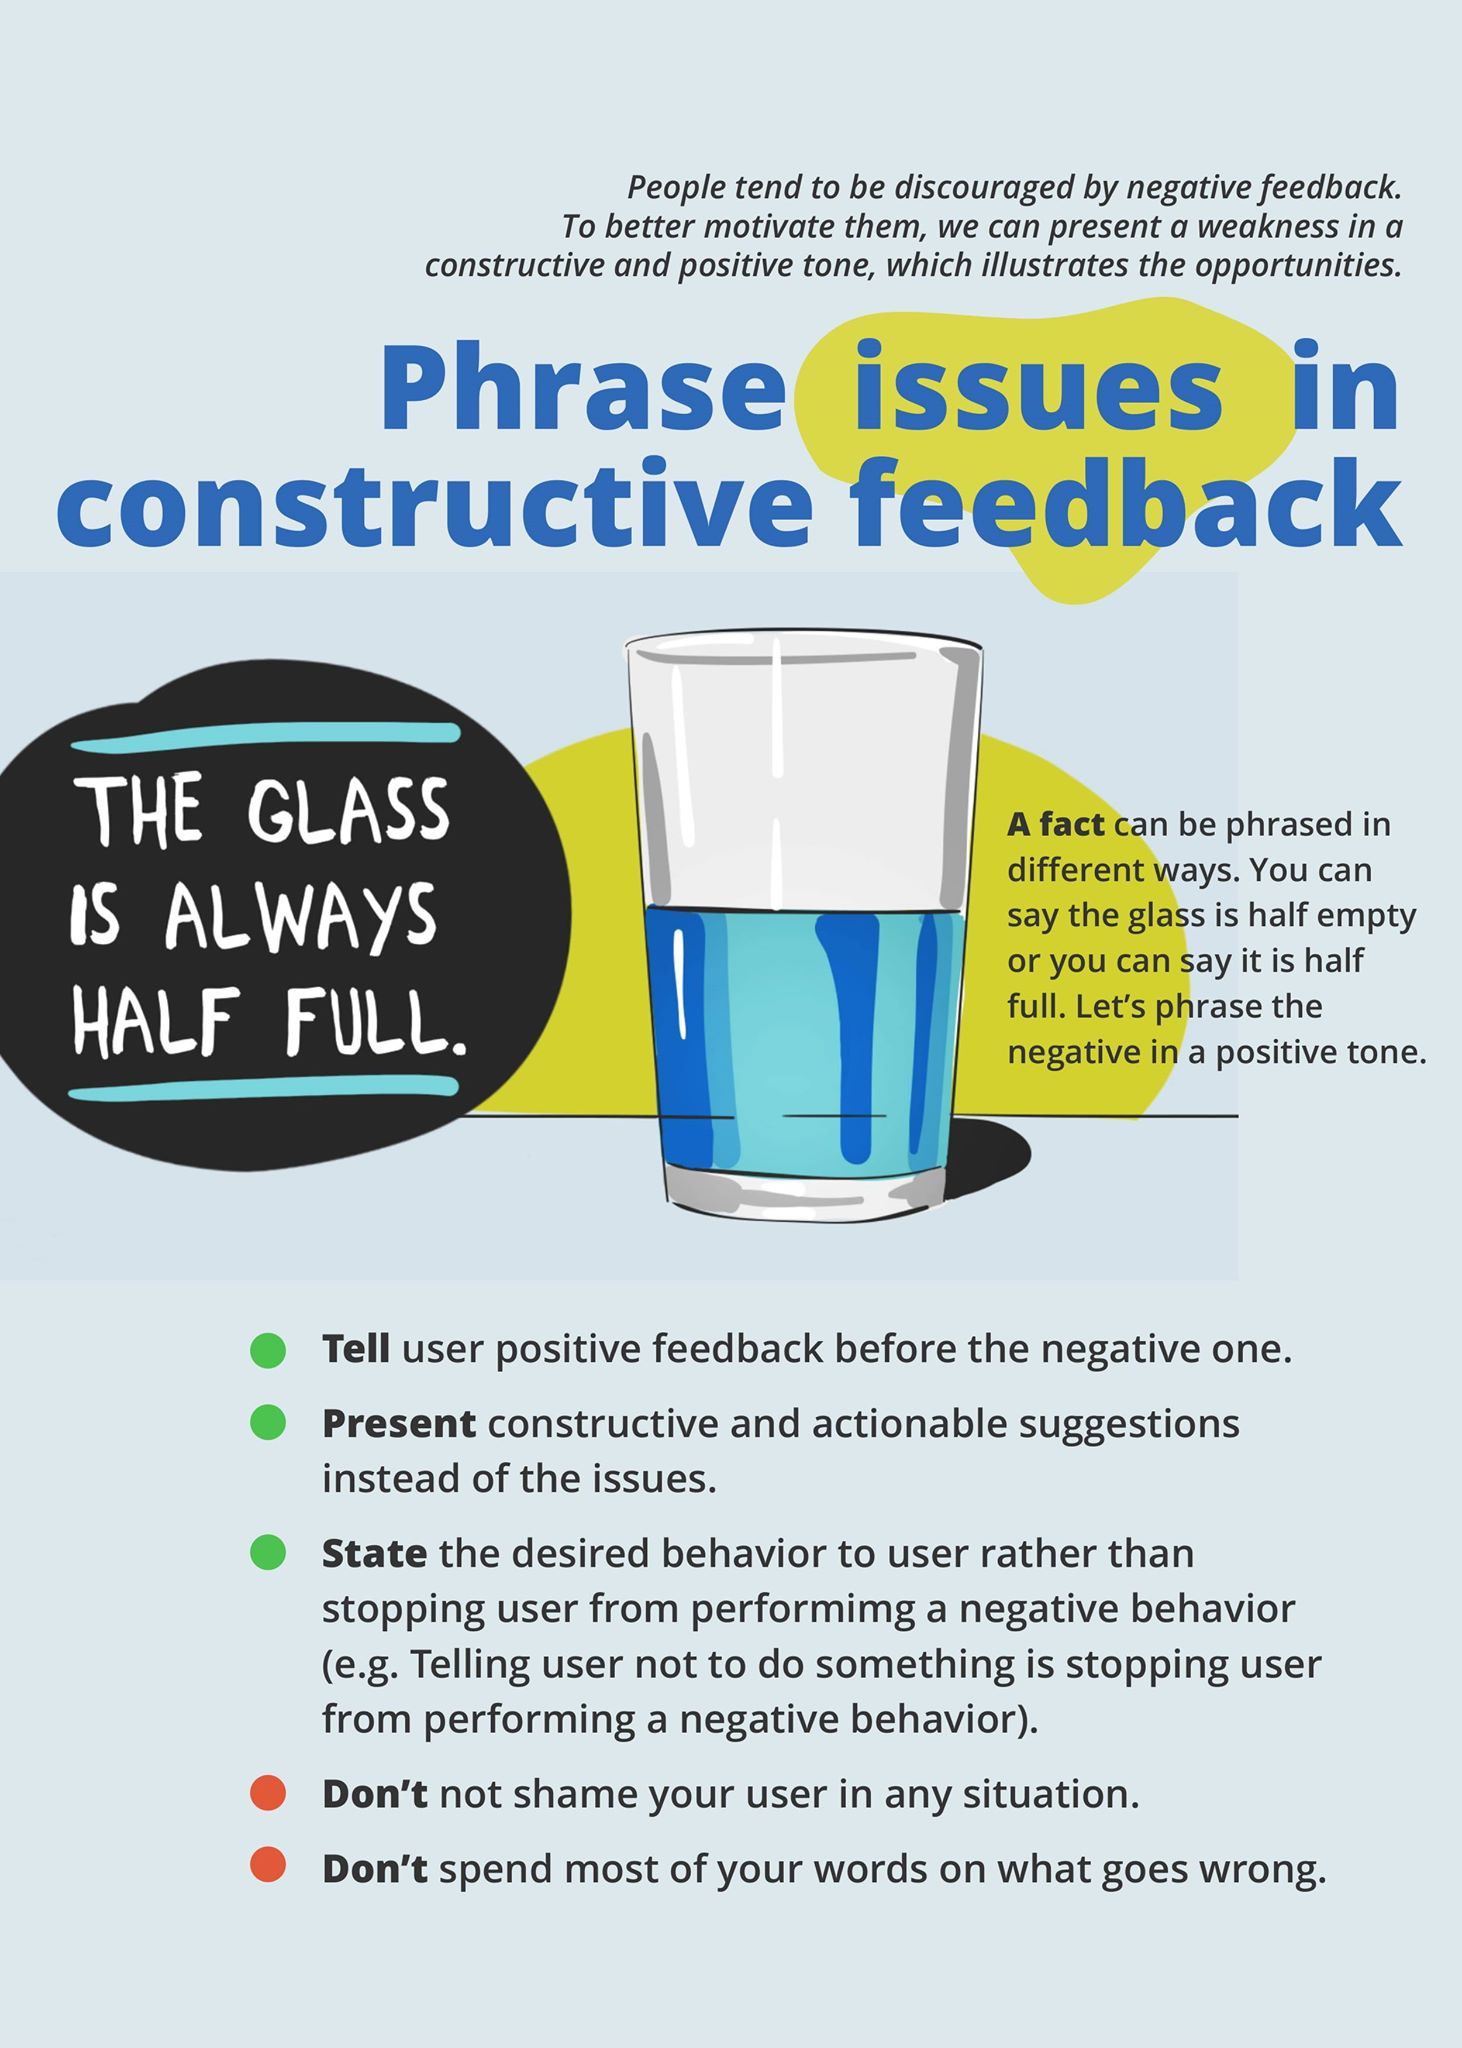 People tend to be discouraged by negative feedback.
To better motivate them, we can present a weakness in a
constructive and positive tone, which illustrates the opportunities.
Phrase issues in
constructive feedback
THE GLASS
IS ALWAYS
HALF FULL.
A fact can be phrased in
different ways. You can
say the glass is half empty
or you can say it is half
full. Let’s phrase the
negative in a positive tone.
Tell user positive feedback before the negative one.
Present constructive and actionable suggestions
instead of the issues.
State the desired behavior to user rather than
stopping user from performimg a negative behavior
(e.g. Telling user not to do something is stopping user
from performing a negative behavior).
Don’t not shame your user in any situation.
Don’t spend most of your words on what goes wrong.